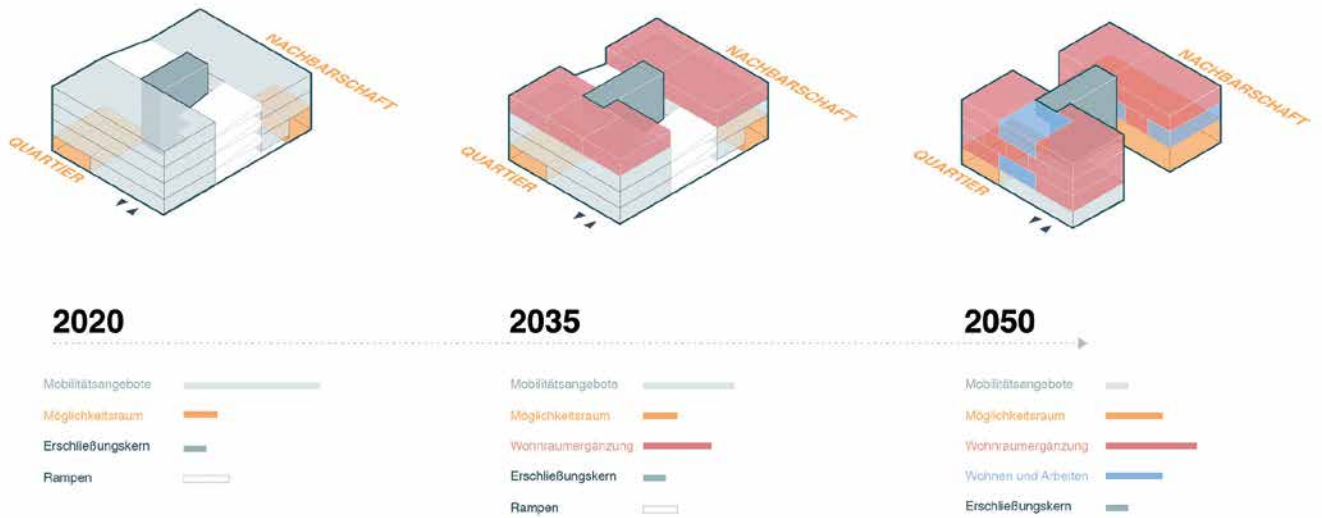 NACHBARSCHAFT
QUARTIER
NACHBARSCHAFT
QUARTIER
NACHBARSCHAFT
QUARTIER
2020
2035
2050
Mobilitätsangebote
Möglichkeitsraum
Erschließungskern
Rampen
Mobilitätsangebote
Möglichkeitsraum
Wohnraumergänzung
Erschließungskern
Rampen
Mobilitätsangebote
Möglichkeitsraum
Wohnraumergänzung
Wohnen und Arbeiten
Erschließungskern